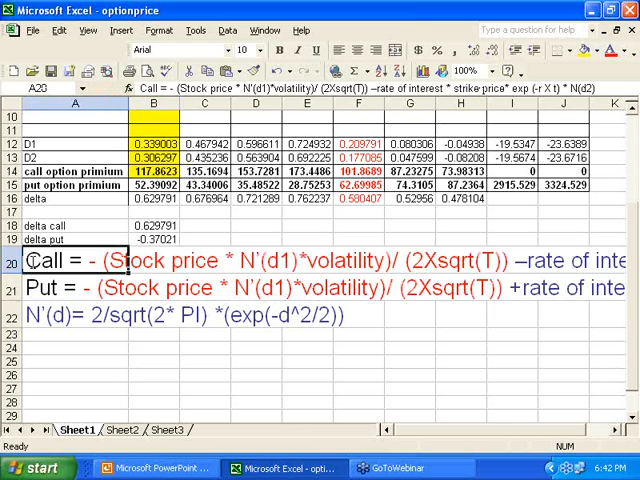 Microsoft Excel - optionprice
File Edit View Insert Format Tools Data Window Help
Type a question for help
Arial 10 B I U $ % ,
100%
A20 fx Call = - (Stock price * N'(d1)*volatility)/ (2Xsqrt(T)) –rate of interest * strike price* exp (-r X t) * N(d2)
A B C D E F G H I J K
10
11
12 D1 0.339003 0.467942 0.596611 0.724932 0.209791 0.080306 -0.04938 -19.5347 -23.6389
13 D2 0.306297 0.435236 0.563904 0.692225 0.177085 0.047599 -0.08208 -19.5674 -23.6716
14 call option primium 117.8623 135.1694 153.7281 173.4486 101.8689 87.23275 73.98313 0 0
15 put option primium 52.39092 43.34006 35.48522 28.75253 62.69985 74.3105 87.2364 2915.529 3324.529
16 delta 0.629791 0.676964 0.721289 0.762237 0.580407 0.52956 0.478104
17
18 delta call 0.629791
19 delta put -0.37021
20 Call = - (Stock price * N'(d1)*volatility)/ (2Xsqrt(T)) –rate of inte
21 Put = - (Stock price * N'(d1)*volatility)/ (2Xsqrt(T)) +rate of inte
22 N'(d)= 2/sqrt(2* PI) *(exp(-d^2/2))
23
24
25
26
27
28
29
Sheet1 Sheet2 Sheet3
Ready NUM
start Microsoft PowerPoint ... Microsoft Excel - opti... GoToWebinar 6:42 PM